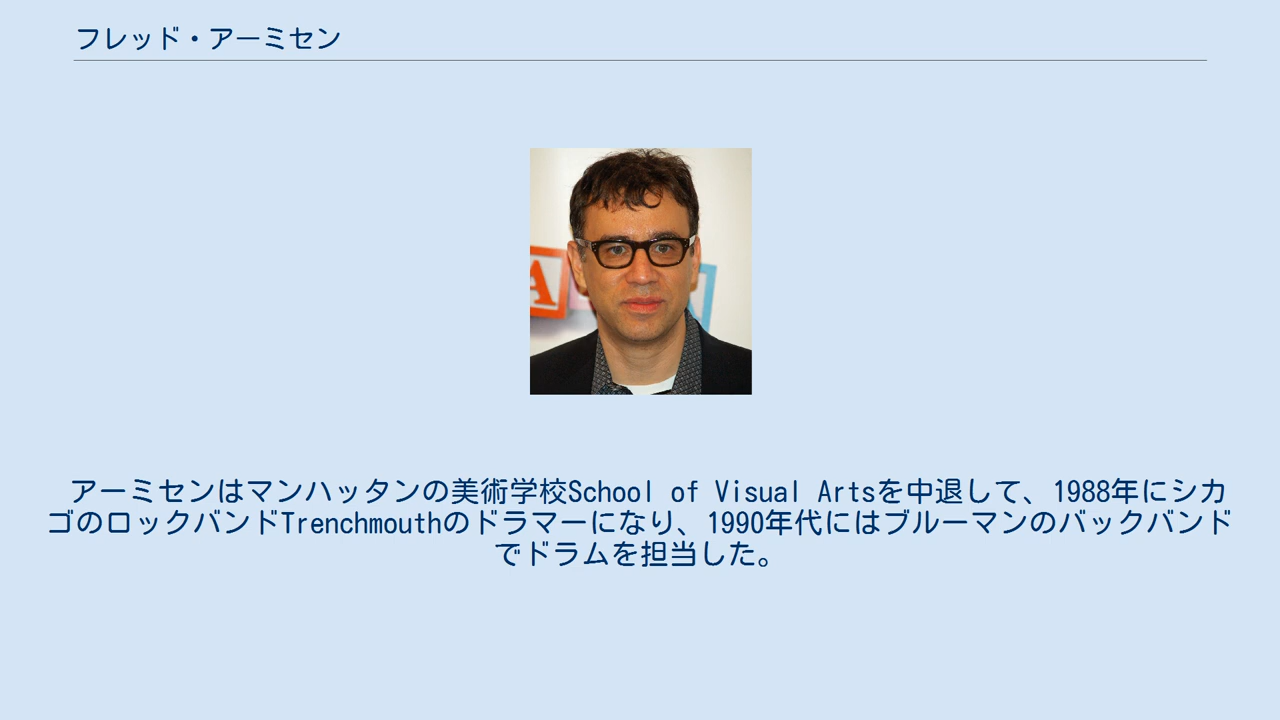 フレッド・アーミセン
A
アーミセンはマンハッタンの美術学校School of Visual Artsを中退して、1988年にシカ
ゴのロックバンドTrenchmouthのドラマーになり、1990年代にはブルーマンのバックバンド
でドラムを担当した。